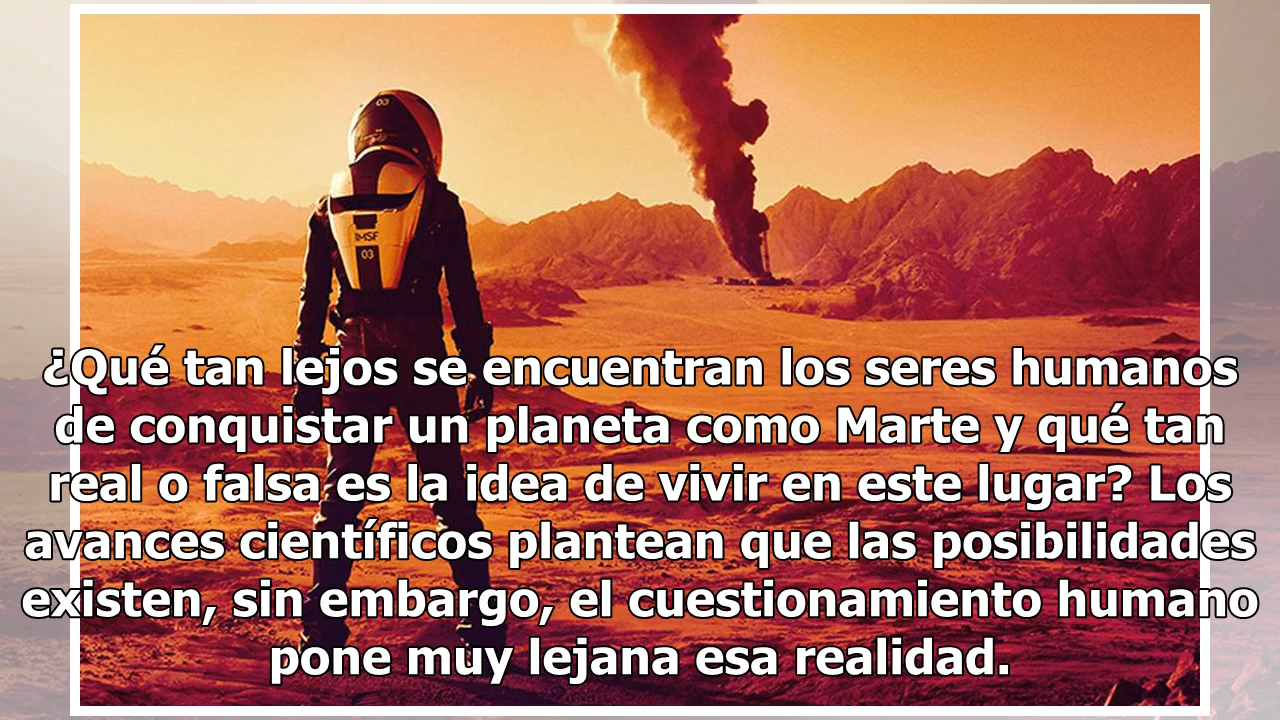 03
IMSF
03
¿Qué tan lejos se encuentran los seres humanos
de conquistar un planeta como Marte y qué tan
real o falsa es la idea de vivir en este lugar? Los
avances científicos plantean que las posibilidades
existen, sin embargo, el cuestionamiento humano
pone muy lejana esa realidad.